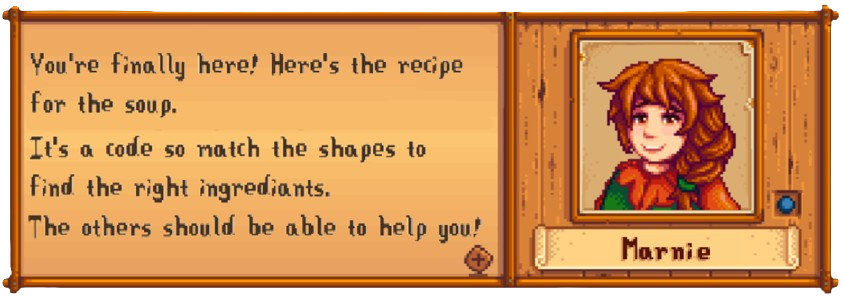 You're finally here! Here's the recipe
for the soup.
It's a code so match the shapes to
find the right ingrediants.
The others should be able to help you!
Marnie